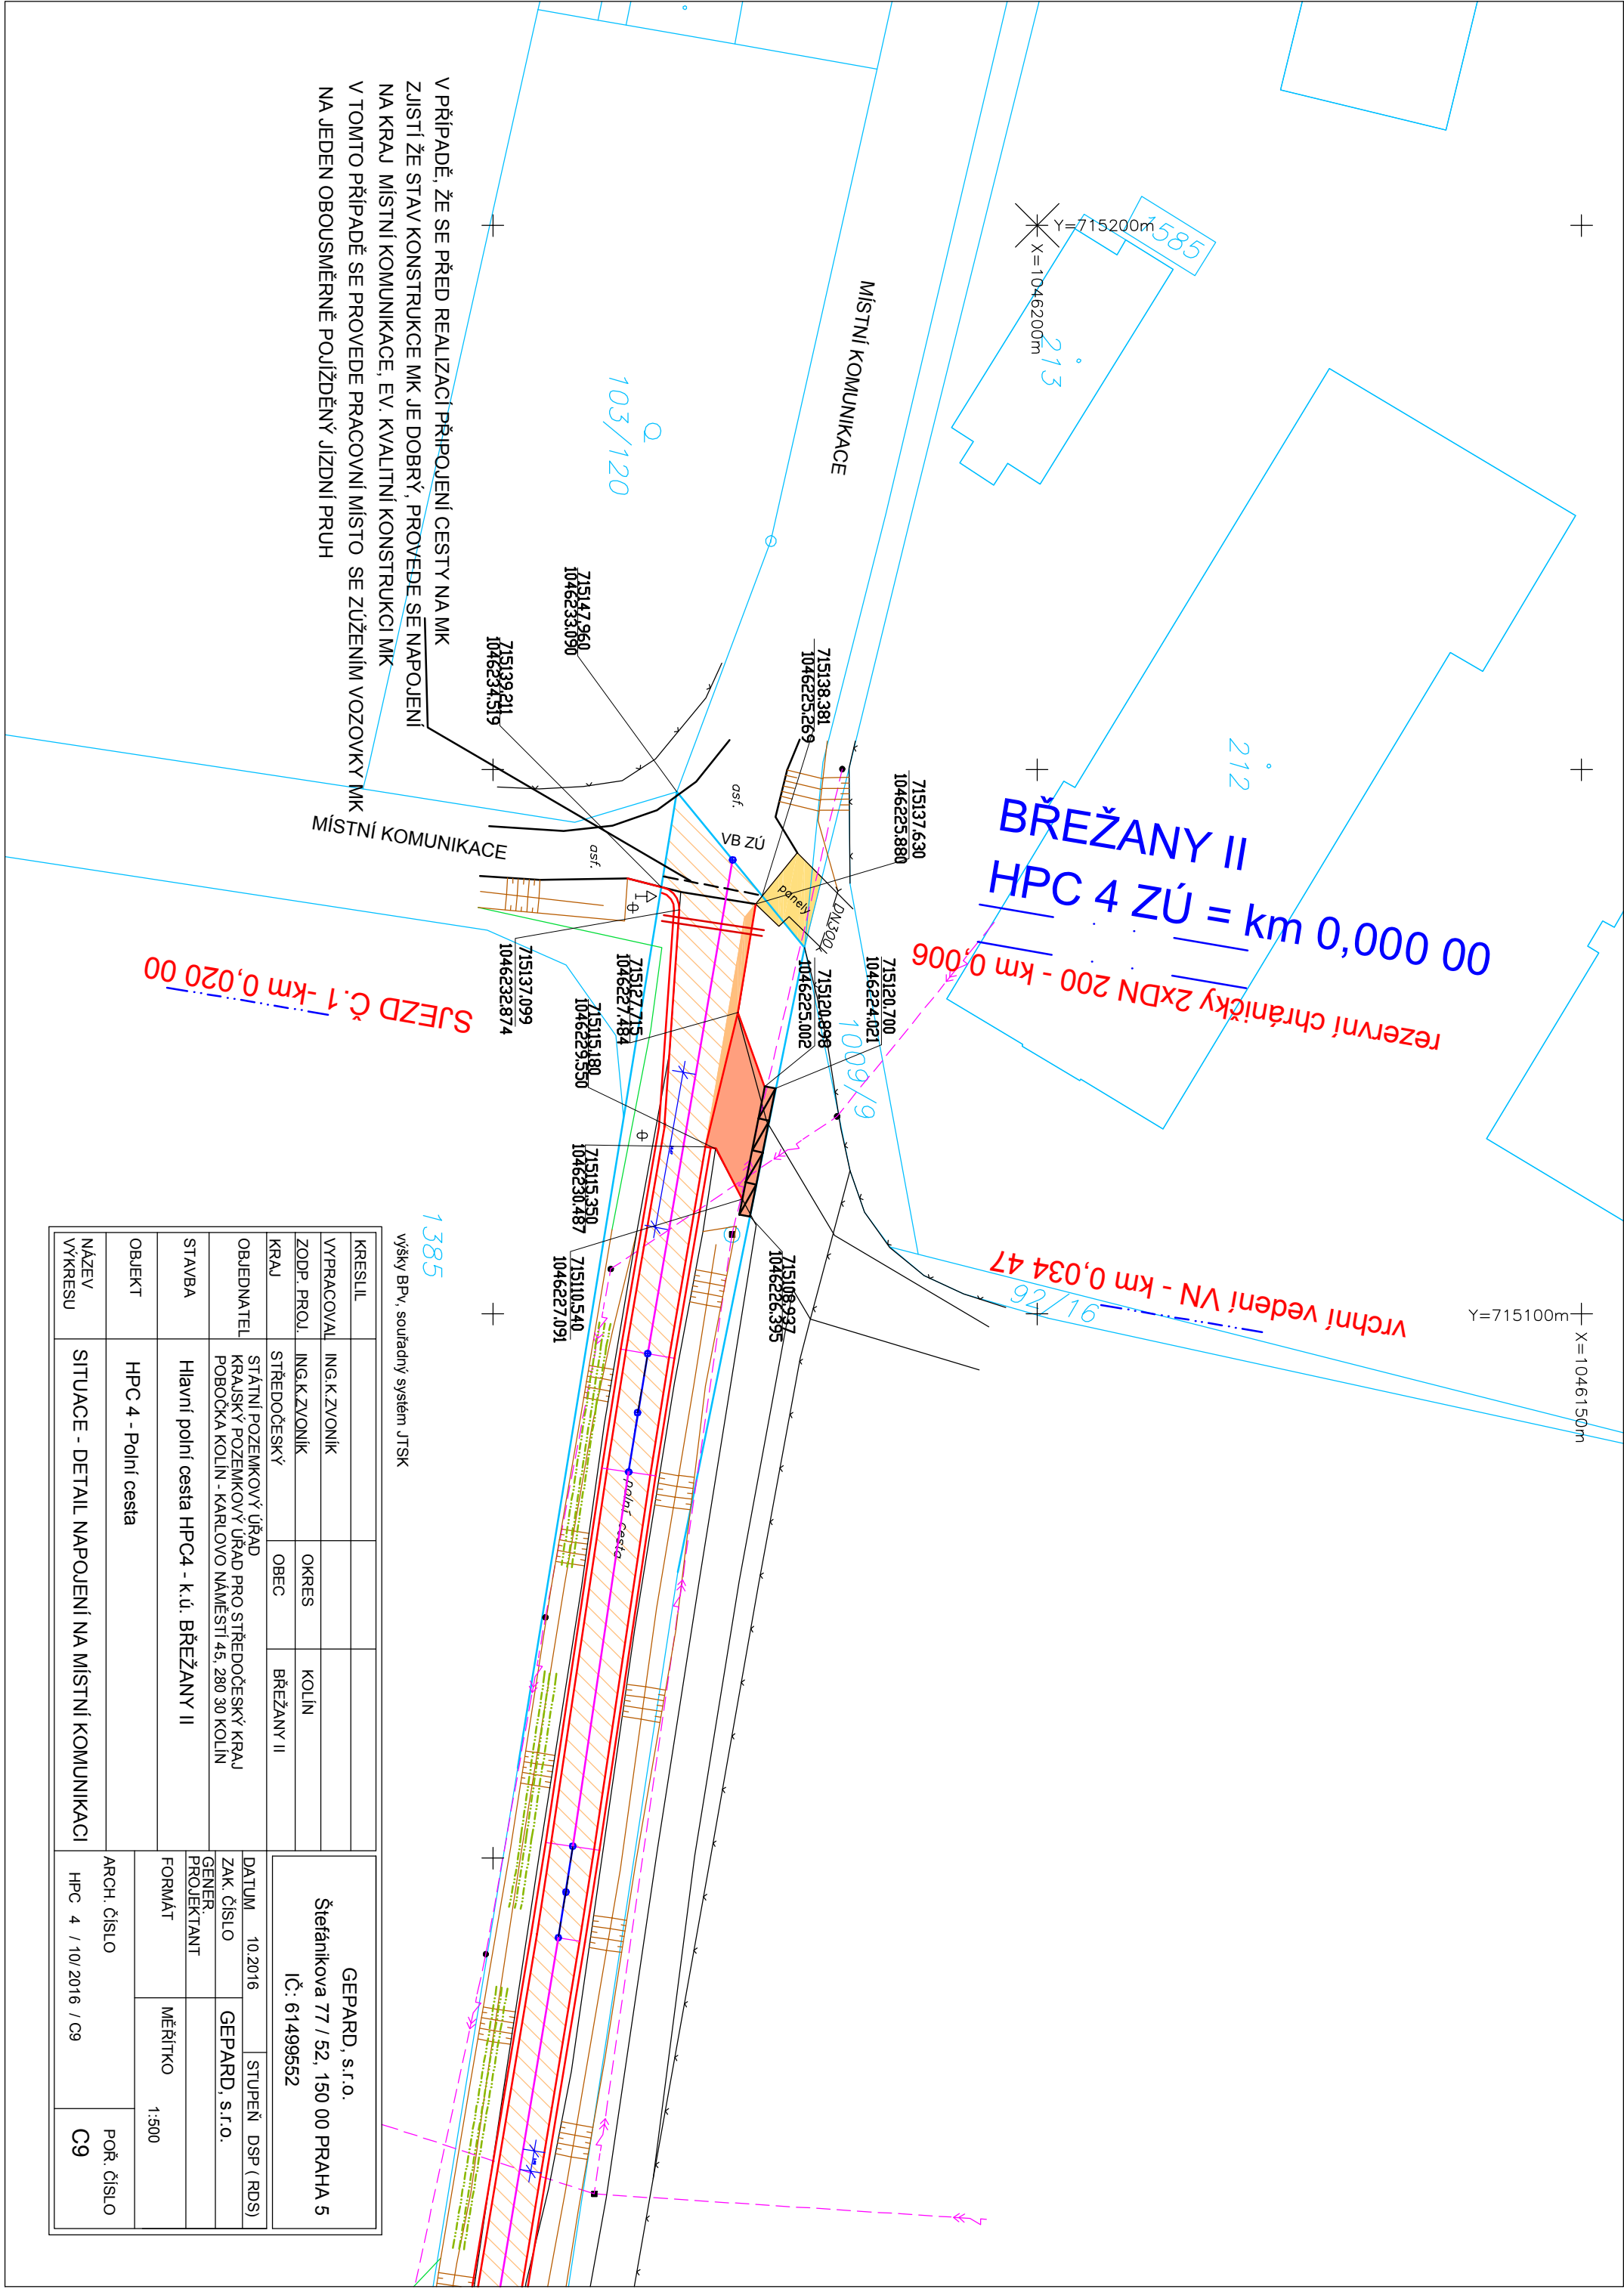 V PŘÍPADĚ, ŽE SE PŘED REALIZACÍ PŘIPOJENÍ CESTY NA MK
ZJISTÍ ŽE STAV KONSTRUKCE MK JE DOBRÝ, PROVEDE SE NAPOJENÍ
NA KRAJ MÍSTNÍ KOMUNIKACE, EV. KVALITNÍ KONSTRUKCI MK
V TOMTO PŘÍPADĚ SE PROVEDE PRACOVNÍ MÍSTO SE ZÚŽENÍM VOZOVKY MK
NA JEDEN OBOUSMĚRNĚ POJÍŽDĚNÝ JÍZDNÍ PRUH
Y=715200m
X=1046200m
1585
213
212
MÍSTNÍ KOMUNIKACE
103/120
BŘEŽANY II
HPC 4 ZÚ = km 0,000 00
rezervní chráničky 2xDN 200 - km 0,006
vrchní vedení VN - km 0,034 47
SJEZD Č.1 -km 0,020 00
MÍSTNÍ KOMUNIKACE
715147.960
1046233.090
715139.211
1046234.519
715138.381
1046225.269
715137.630
1046225.880
715137.099
1046232.874
715127.715
1046227.484
715115.180
1046229.550
715120.898
1046225.002
715120.700
1046224.021
715115.350
1046230.487
715110.540
1046227.091
715108.937
1046226.395
asf.
asf.
VB ZÚ
panely
DN300
1009/9
92/16
Y=715100m
X=1046150m
polní cesta
1385
výšky BPv, souřadný systém JTSK
KRESLIL
VYPRACOVAL ING.K.ZVONÍK
ZODP. PROJ. ING.K.ZVONÍK OKRES KOLÍN
KRAJ STŘEDOČESKÝ OBEC BŘEŽANY II
OBJEDNATEL STÁTNÍ POZEMKOVÝ ÚŘAD
KRAJSKÝ POZEMKOVÝ ÚŘAD PRO STŘEDOČESKÝ KRAJ
POBOČKA KOLÍN - KARLOVO NÁMĚSTÍ 45, 280 30 KOLÍN
STAVBA Hlavní polní cesta HPC4 - k.ú. BŘEŽANY II
OBJEKT HPC 4 - Polní cesta
NÁZEV
VÝKRESU
SITUACE - DETAIL NAPOJENÍ NA MÍSTNÍ KOMUNIKACI
GEPARD, s.r.o.
Štefánikova 77 / 52, 150 00 PRAHA 5
IČ: 61499552
DATUM 10.2016 STUPEŇ DSP ( RDS)
ZAK. ČÍSLO GEPARD, s.r.o.
GENER.
PROJEKTANT
FORMÁT MĚŘÍTKO 1:500
ARCH. ČÍSLO POŘ. ČÍSLO
HPC 4 / 10/ 2016 / C9 C9